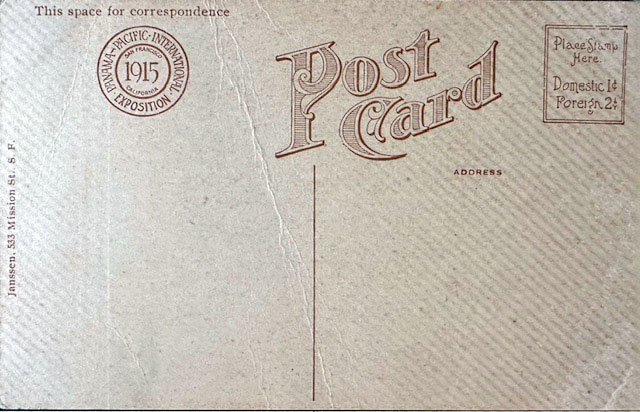 This space for correspondence
PANAMA-PACIFIC-INTERNATIONAL
SAN FRANCISCO
1915
CALIFORNIA
EXPOSITION
Post
Card
Place Stamp
Here.
Domestic 1¢
Foreign 2¢
ADDRESS
Janssen, 533 Mission St. S. F.